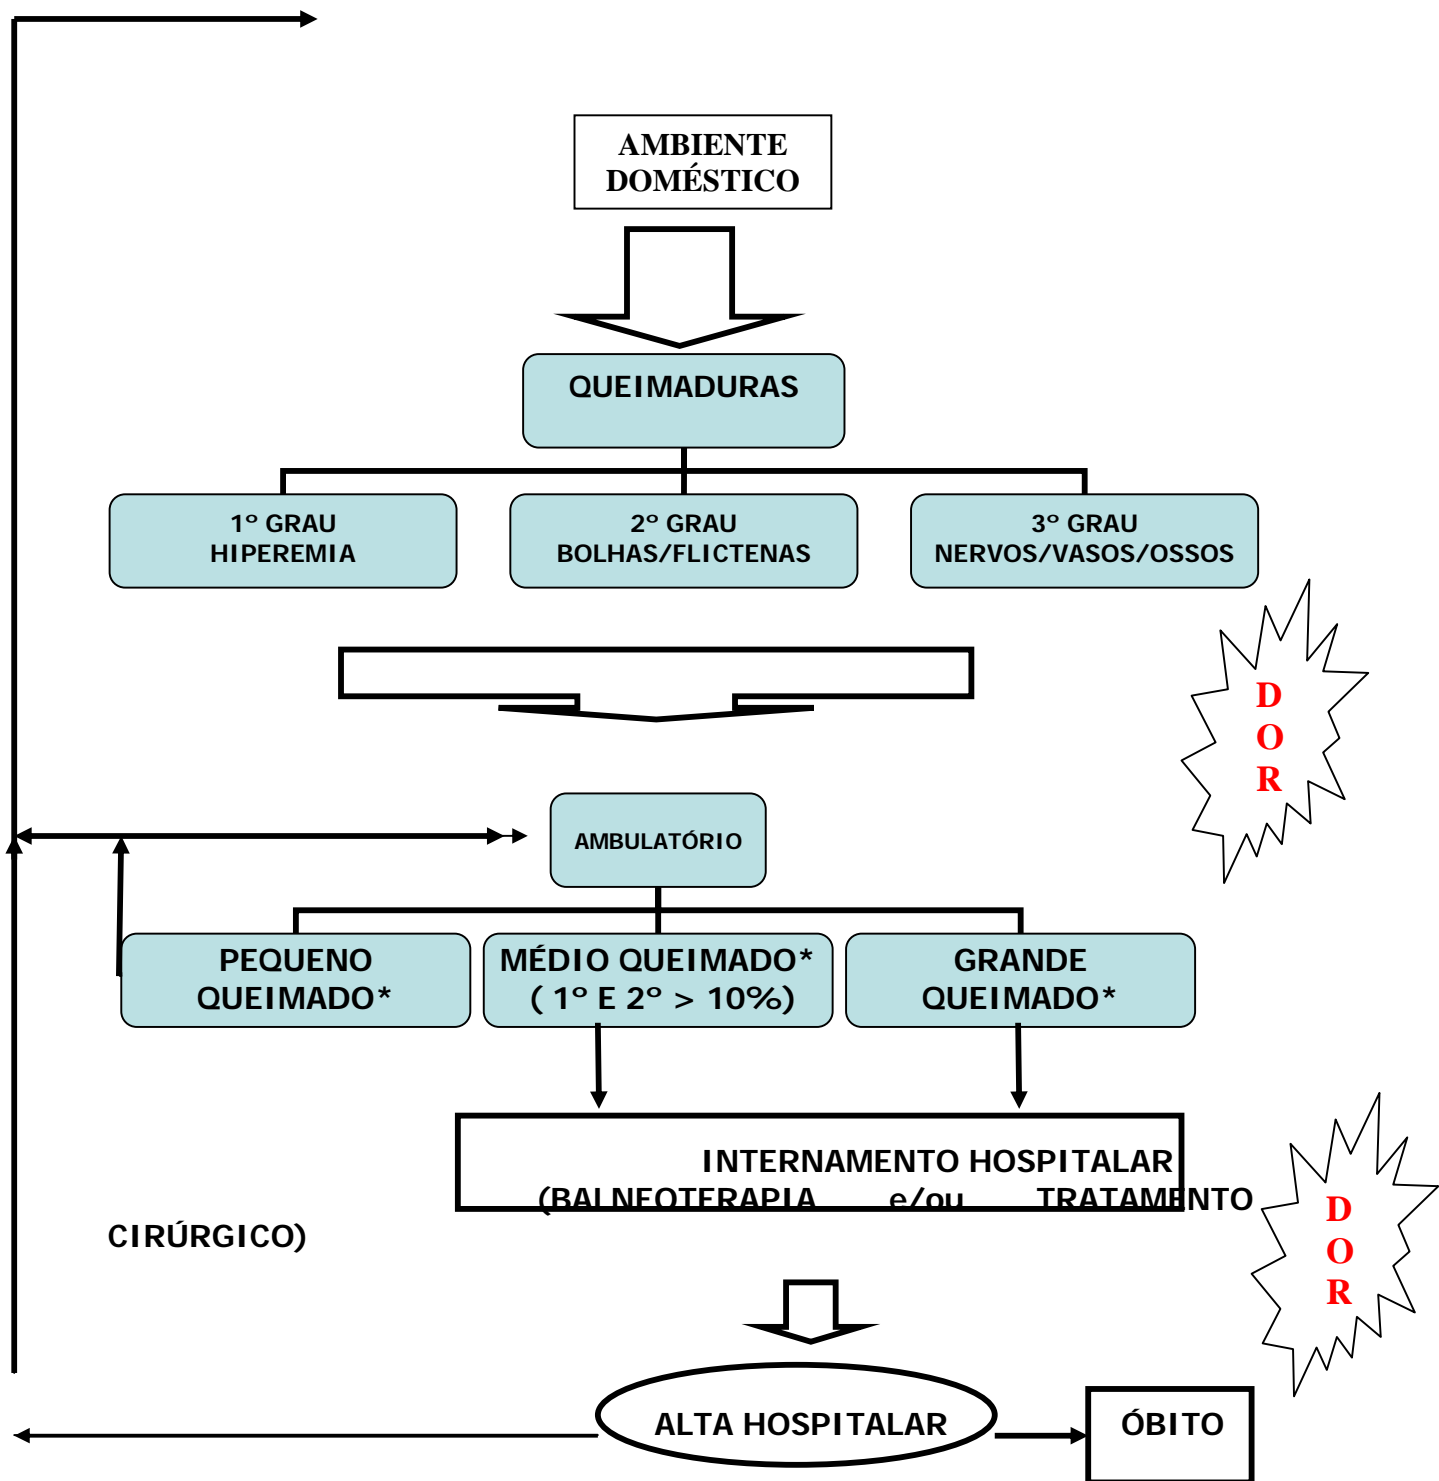 AMBIENTE
DOMÉSTICO
QUEIMADURAS
1º GRAU
HIPEREMIA
2º GRAU
BOLHAS/FLICTENAS
3º GRAU
NERVOS/VASOS/OSSOS
D
O
R
AMBULATÓRIO
PEQUENO
QUEIMADO*
MÉDIO QUEIMADO*
( 1º E 2º > 10%)
GRANDE
QUEIMADO*
INTERNAMENTO HOSPITALAR
(BALNEOTERAPIA e/ou TRATAMENTO
CIRÚRGICO)
D
O
R
ALTA HOSPITALAR
ÓBITO